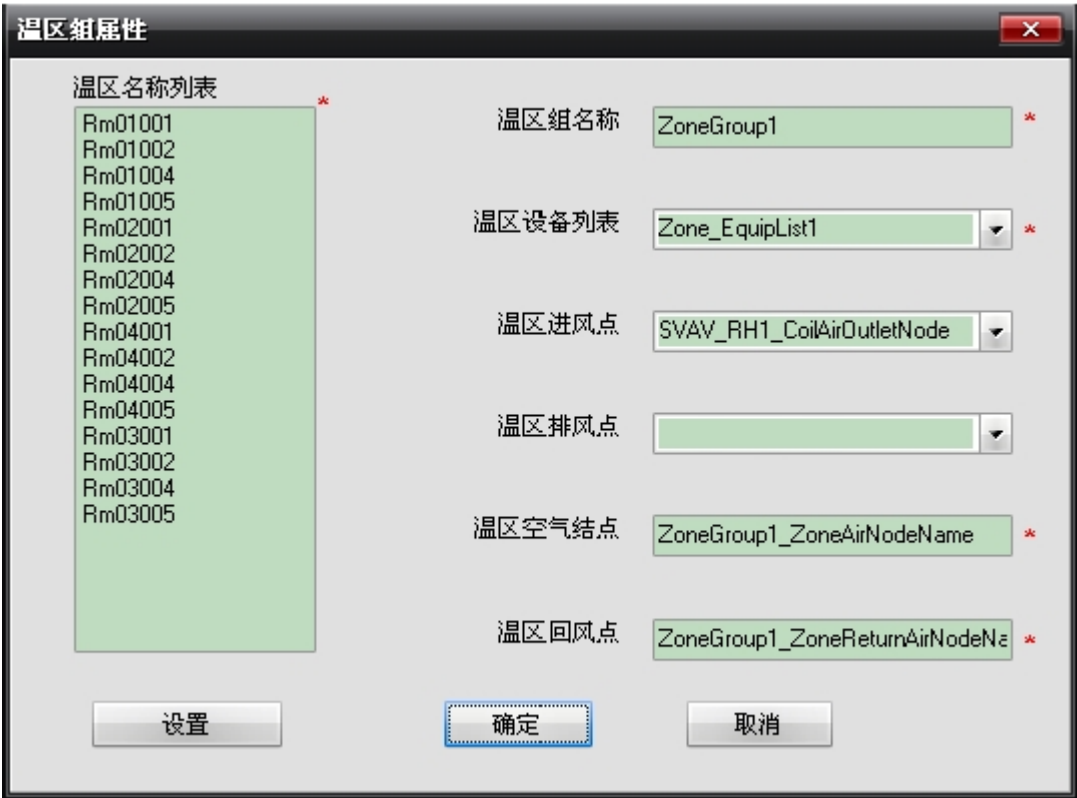 温区组属性
温区名称列表 *
Rm01001
Rm01002
Rm01004
Rm01005
Rm02001
Rm02002
Rm02004
Rm02005
Rm04001
Rm04002
Rm04004
Rm04005
Rm03001
Rm03002
Rm03004
Rm03005
温区组名称 ZoneGroup1 *
温区设备列表 Zone_EquipList1 *
温区进风点 SVAV_RH1_CoilAirOutletNode
温区排风点
温区空气结点 ZoneGroup1_ZoneAirNodeName *
温区回风点 ZoneGroup1_ZoneReturnAirNodeNa *
设置 确定 取消